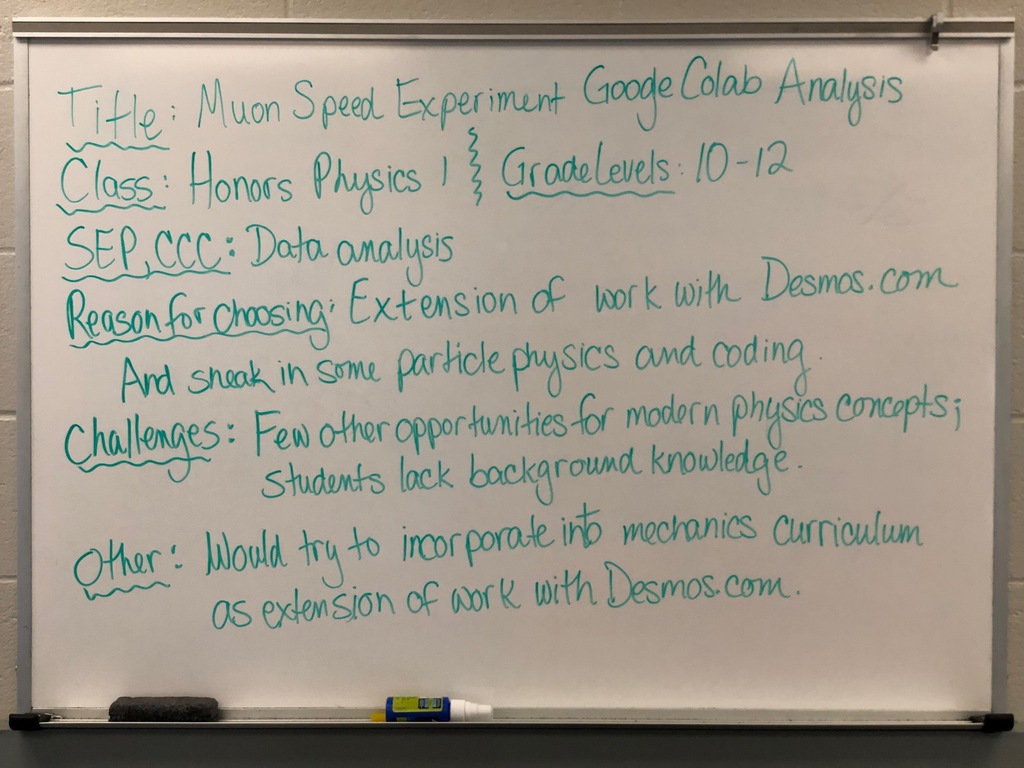 Title: Muon Speed Experiment Google Colab Analysis
Class: Honors Physics 1 Grade Levels: 10-12
SEP, CCC: Data analysis
Reason for choosing: Extension of work with Desmos.com
And sneak in some particle physics and coding.
Challenges: Few other opportunities for modern physics concepts;
students lack background knowledge.
Other: Would try to incorporate into mechanics curriculum
as extension of work with Desmos.com.